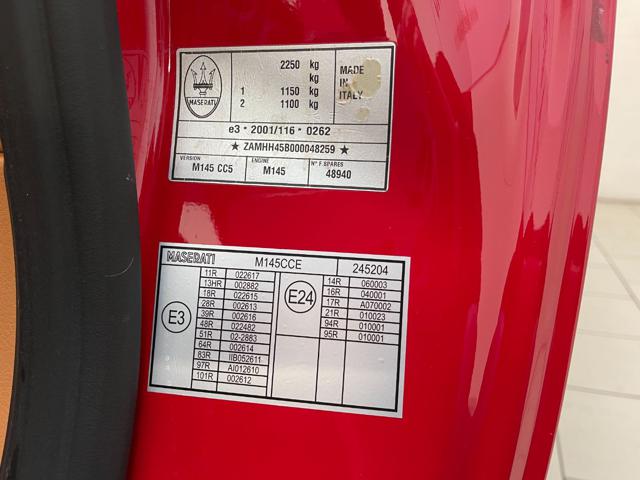 2250 kg
kg
1 1150 kg
2 1100 kg
MADE
IN
ITALY
MASERATI
e3 * 2001/116 * 0262
★ ZAMHH45B000048259 ★
VERSION
M145 CC5
ENGINE
M145
N° F. SPARES
48940
MASERATI M145CCE 245204
E3
11R 022617
13HR 002882
18R 022615
28R 002613
39R 002616
48R 022482
51R 02-2883
64R 002614
83R IIB052611
97R AI012610
101R 002612
E24
14R 060003
16R 040001
17R A070002
21R 010023
94R 010001
95R 010001